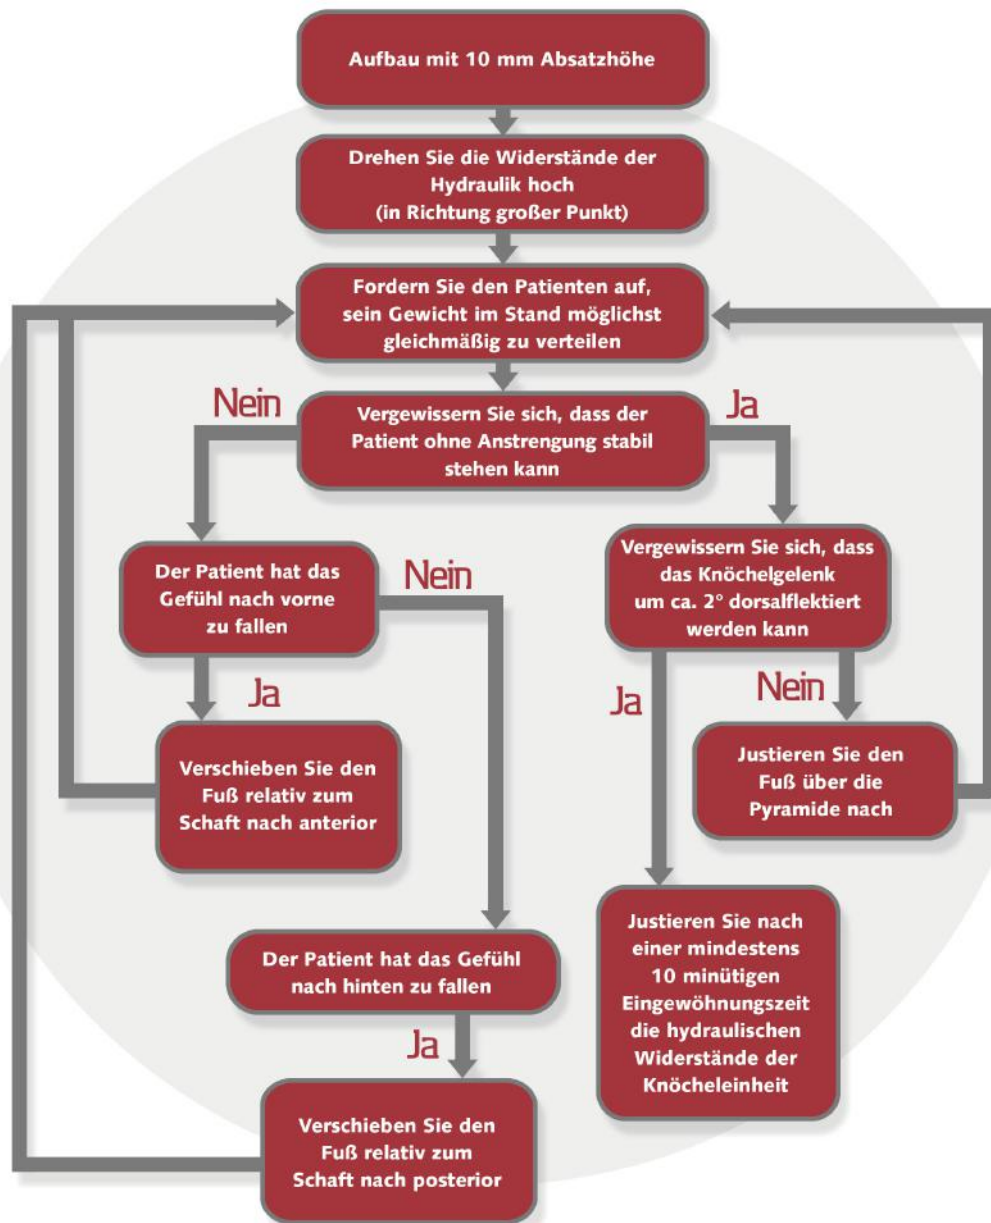 Aufbau mit 10 mm Absatzhöhe
Drehen Sie die Widerstände der
Hydraulik hoch
(in Richtung großer Punkt)
Fordern Sie den Patienten auf,
sein Gewicht im Stand möglichst
gleichmäßig zu verteilen
Nein
Vergewissern Sie sich, dass der
Patient ohne Anstrengung stabil
stehen kann
Ja
Der Patient hat das
Gefühl nach vorne
zu fallen
Nein
Vergewissern Sie sich, dass
das Knöchelgelenk
um ca. 2° dorsalflektiert
werden kann
Ja
Ja
Nein
Verschieben Sie den
Fuß relativ zum
Schaft nach anterior
Justieren Sie den
Fuß über die
Pyramide nach
Der Patient hat das Gefühl
nach hinten zu fallen
Ja
Justieren Sie nach
einer mindestens
10 minütigen
Eingewöhnungszeit
die hydraulischen
Widerstände der
Knöcheleinheit
Verschieben Sie den
Fuß relativ zum
Schaft nach posterior